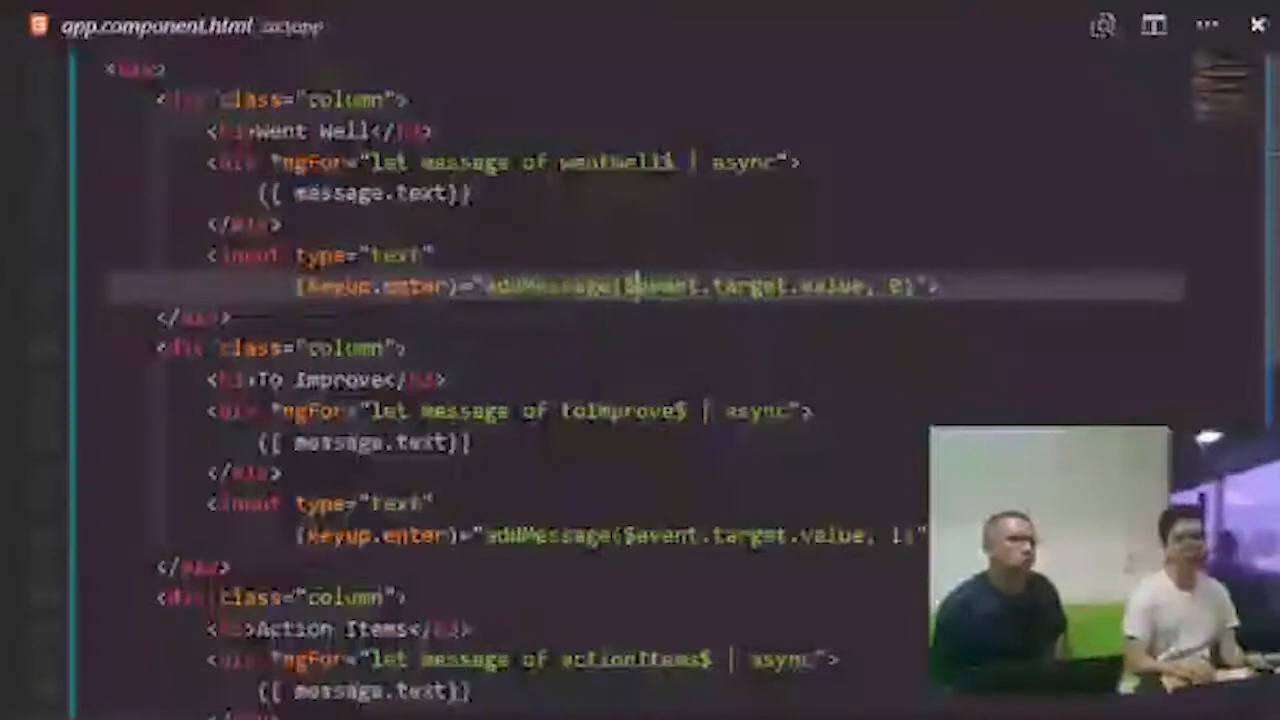 app.component.html src/app
<div>
<div class="column">
<h3>Went Well</h3>
<div *ngFor="let message of wentWell$ | async">
{{ message.text}}
</div>
<input type="text"
(keyup.enter)="addMessage($event.target.value, 0)">
</div>
<div class="column">
<h3>To Improve</h3>
<div *ngFor="let message of toImprove$ | async">
{{ message.text}}
</div>
<input type="text"
(keyup.enter)="addMessage($event.target.value, 1)"
</div>
<div class="column">
<h3>Action Items</h3>
<div *ngFor="let message of actionItems$ | async">
{{ message.text}}